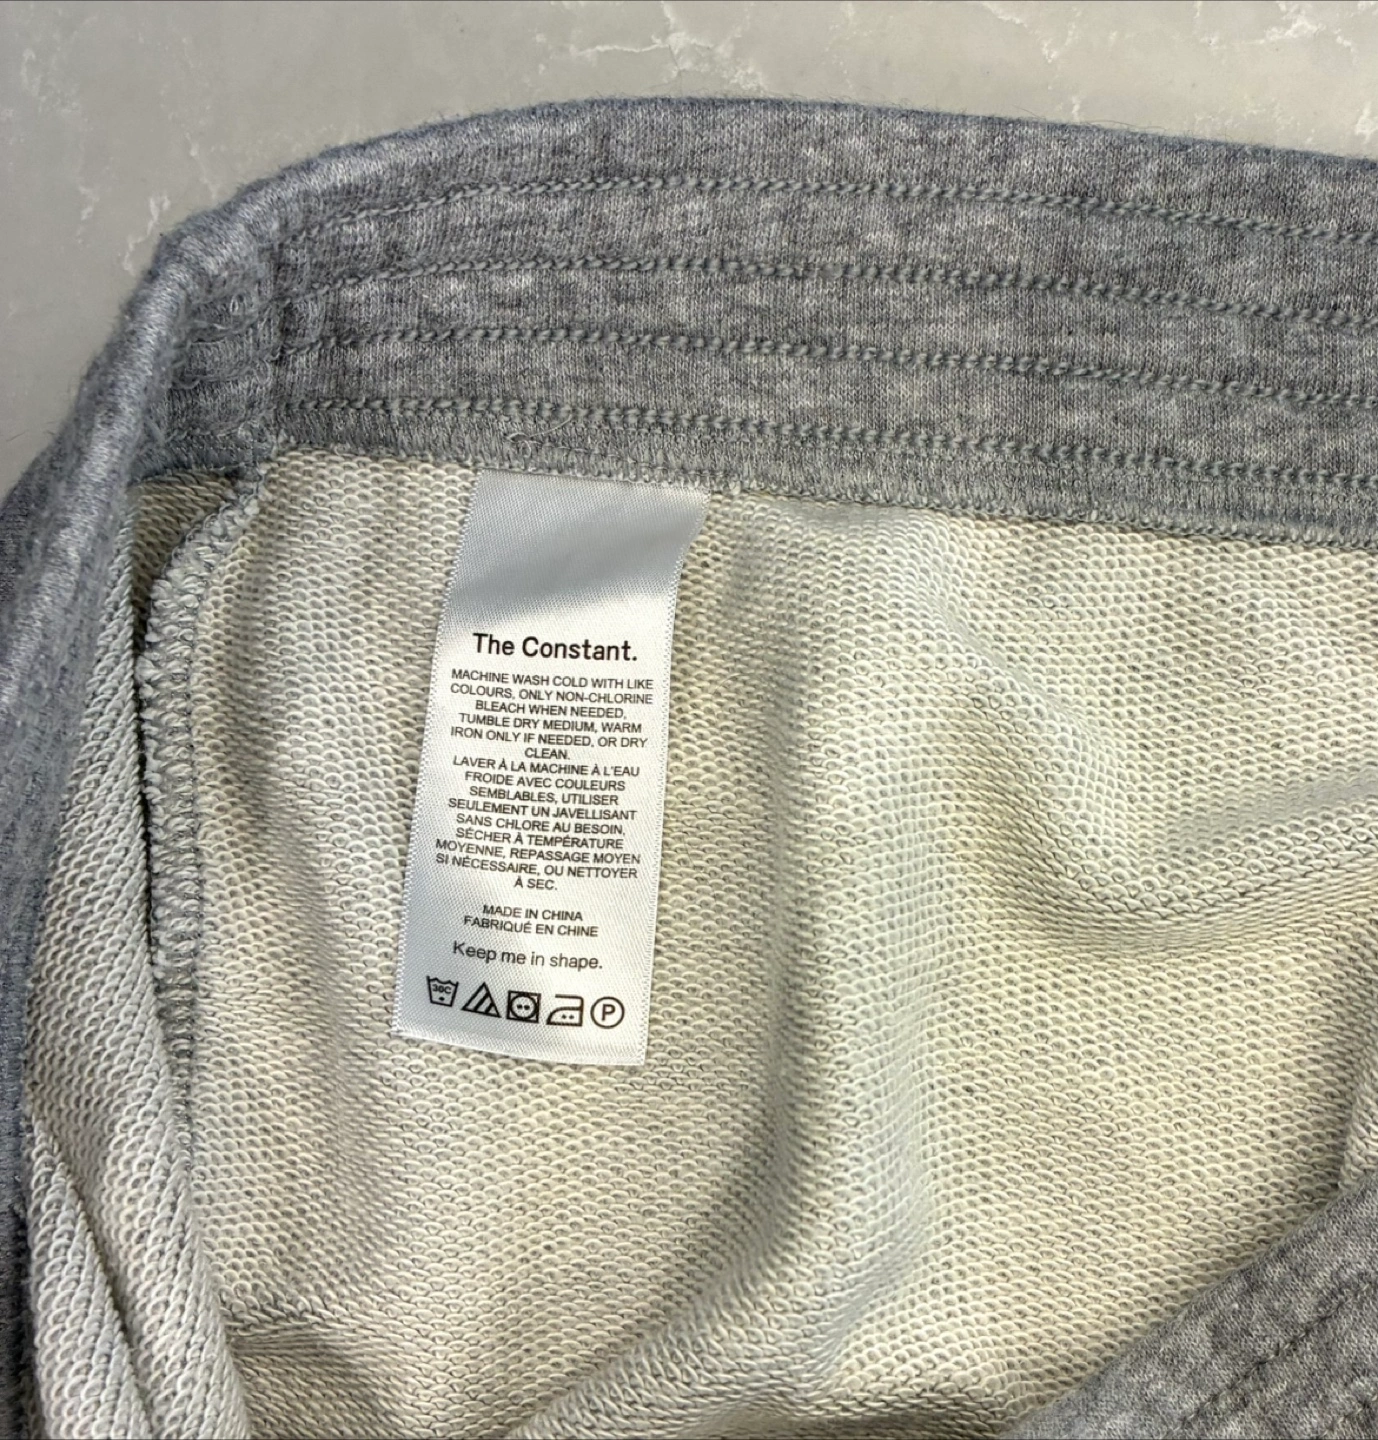 The Constant.
MACHINE WASH COLD WITH LIKE
COLOURS, ONLY NON-CHLORINE
BLEACH WHEN NEEDED,
TUMBLE DRY MEDIUM, WARM
IRON ONLY IF NEEDED, OR DRY
CLEAN.
LAVER À LA MACHINE À L'EAU
FROIDE AVEC COULEURS
SEMBLABLES, UTILISER
SEULEMENT UN JAVELLISANT
SANS CHLORE AU BESOIN,
SÉCHER À TEMPÉRATURE
MOYENNE, REPASSAGE MOYEN
SI NÉCESSAIRE, OU NETTOYER
À SEC.
MADE IN CHINA
FABRIQUÉ EN CHINE
Keep me in shape.
30C P